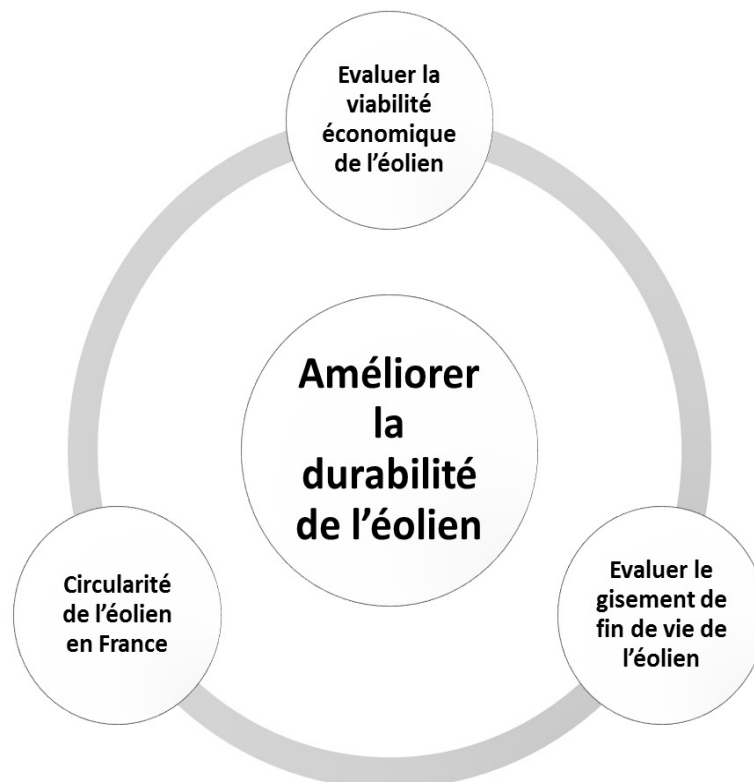 Evaluer la
viabilité
économique
de l’éolien
Améliorer
la
durabilité
de l’éolien
Circularité
de l’éolien
en France
Evaluer le
gisement de
fin de vie de
l’éolien